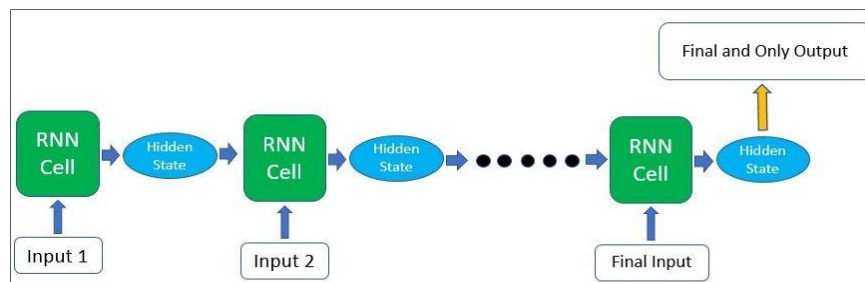 Final and Only Output
RNN
Cell
Hidden
State
RNN
Cell
Hidden
State
RNN
Cell
Hidden
State
Input 1
Input 2
Final Input